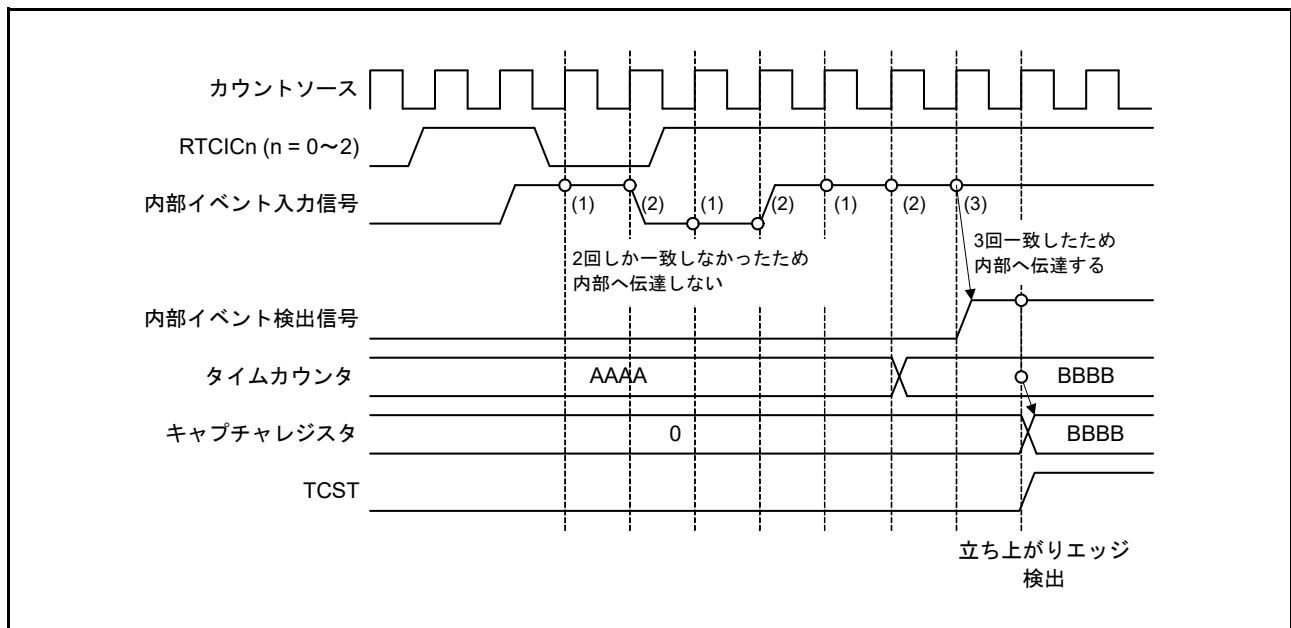 カウントソース
RTCICn (n = 0～2)
内部イベント入力信号
(1) (2) (1) (2) (1) (2) (3)
2回しか一致しなかったため
内部へ伝達しない
3回一致したため
内部へ伝達する
内部イベント検出信号
タイムカウンタ AAAA BBBB
キャプチャレジスタ 0 BBBB
TCST
立ち上がりエッジ
検出